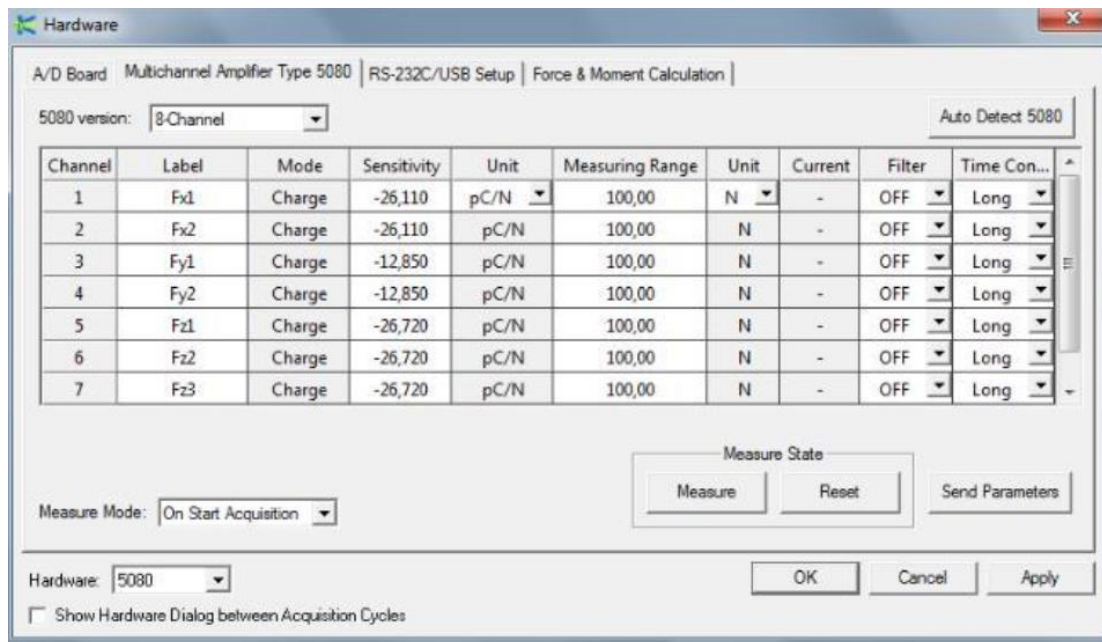 Hardware
A/D Board Multichannel Amplifier Type 5080 RS-232C/USB Setup Force & Moment Calculation
5080 version: 8-Channel Auto Detect 5080
Channel Label Mode Sensitivity Unit Measuring Range Unit Current Filter Time Con...
1 Fx1 Charge -26,110 pC/N 100,00 N - OFF Long
2 Fx2 Charge -26,110 pC/N 100,00 N - OFF Long
3 Fy1 Charge -12,850 pC/N 100,00 N - OFF Long
4 Fy2 Charge -12,850 pC/N 100,00 N - OFF Long
5 Fz1 Charge -26,720 pC/N 100,00 N - OFF Long
6 Fz2 Charge -26,720 pC/N 100,00 N - OFF Long
7 Fz3 Charge -26,720 pC/N 100,00 N - OFF Long
Measure State
Measure Reset Send Parameters
Measure Mode: On Start Acquisition
Hardware: 5080 OK Cancel Apply
Show Hardware Dialog between Acquisition Cycles